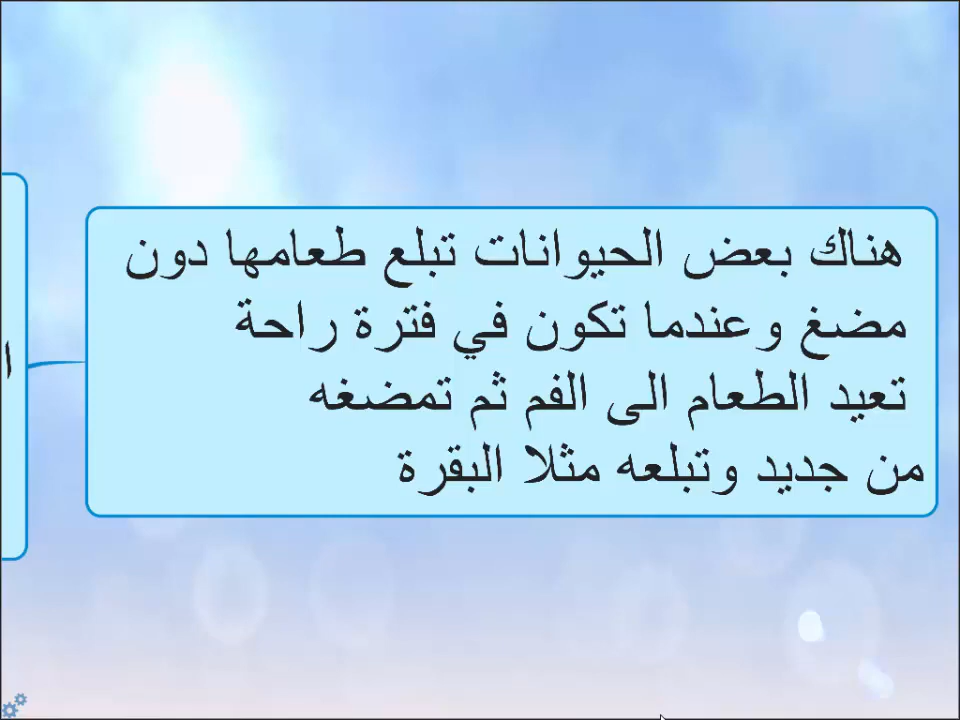 هناك بعض الحيوانات تبلع طعامها دون
مضغ وعندما تكون في فترة راحة
تعيد الطعام الى الفم ثم تمضغه
من جديد وتبلعه مثلا البقرة